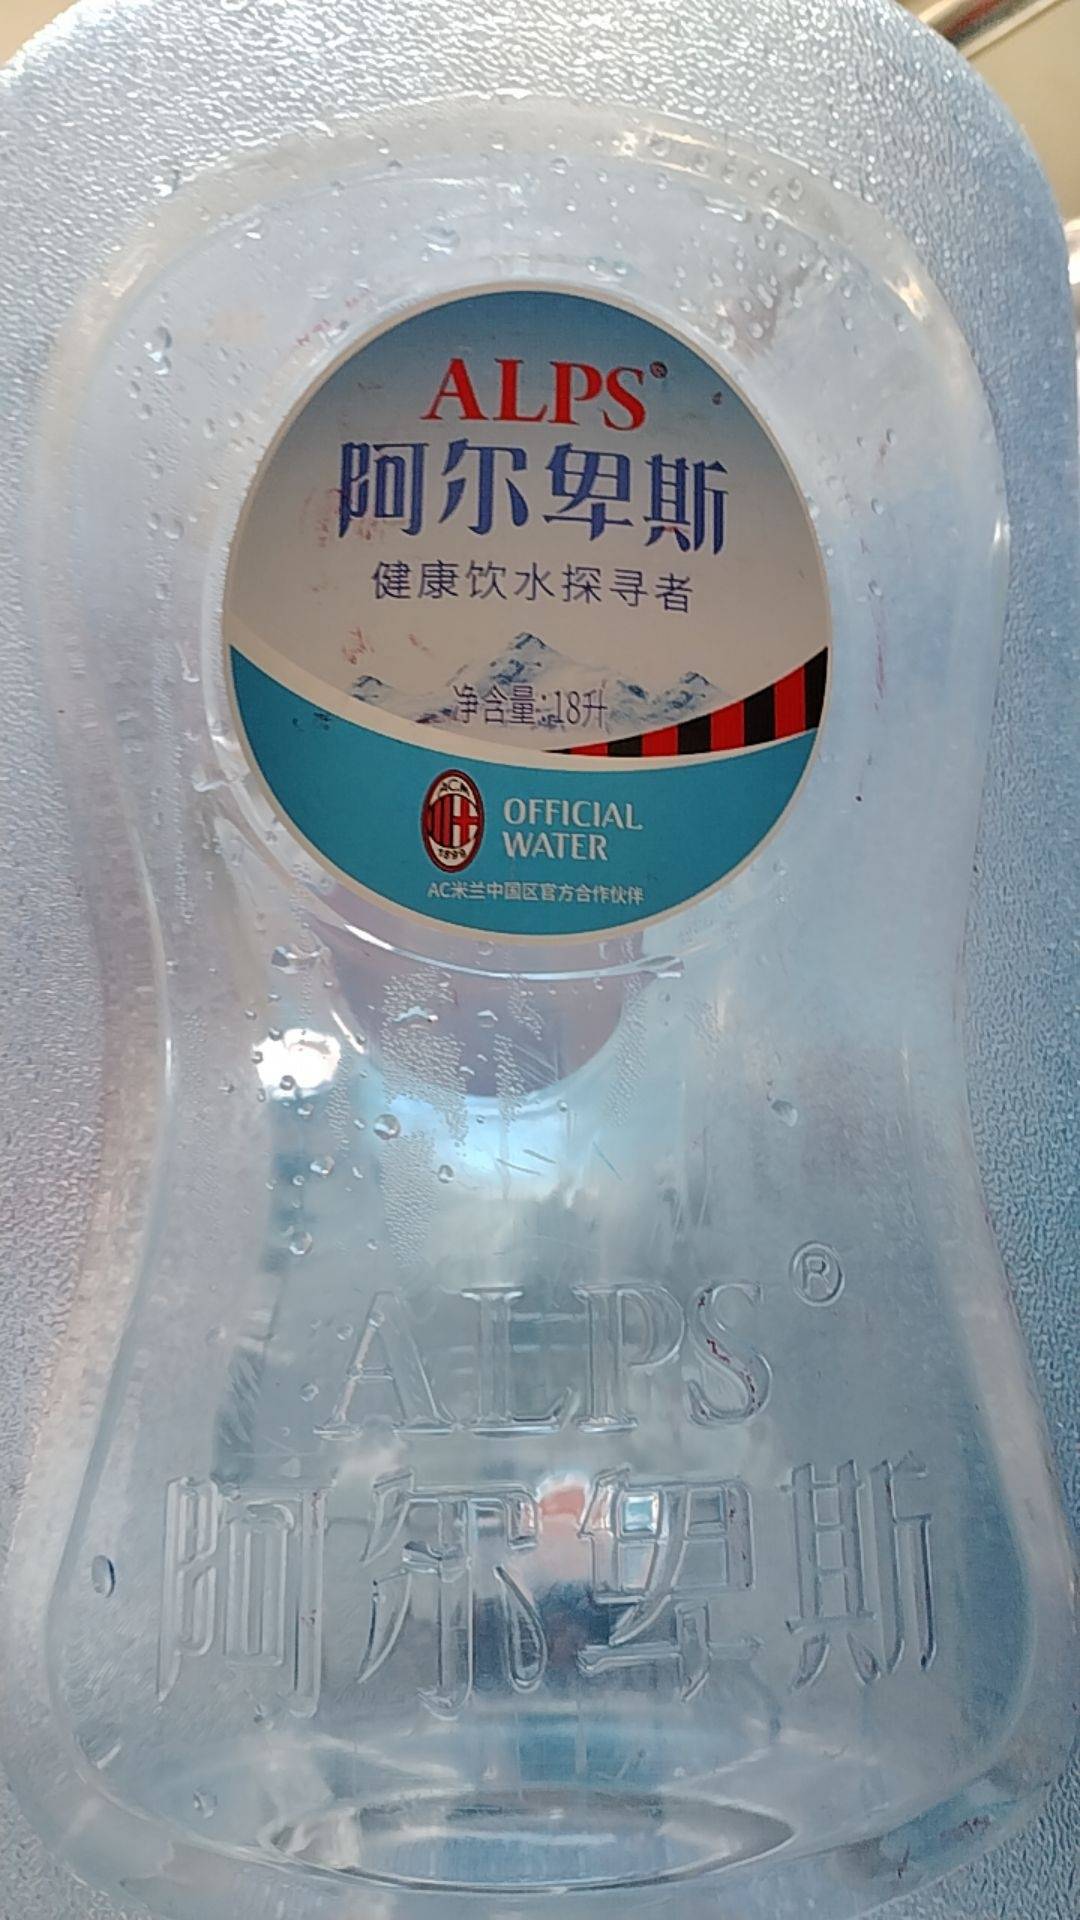 ALPS®
阿尔卑斯
健康饮水探寻者
净含量:18升
ACM
1899
OFFICIAL
WATER
AC米兰中国区官方合作伙伴
ALPS®
阿尔卑斯